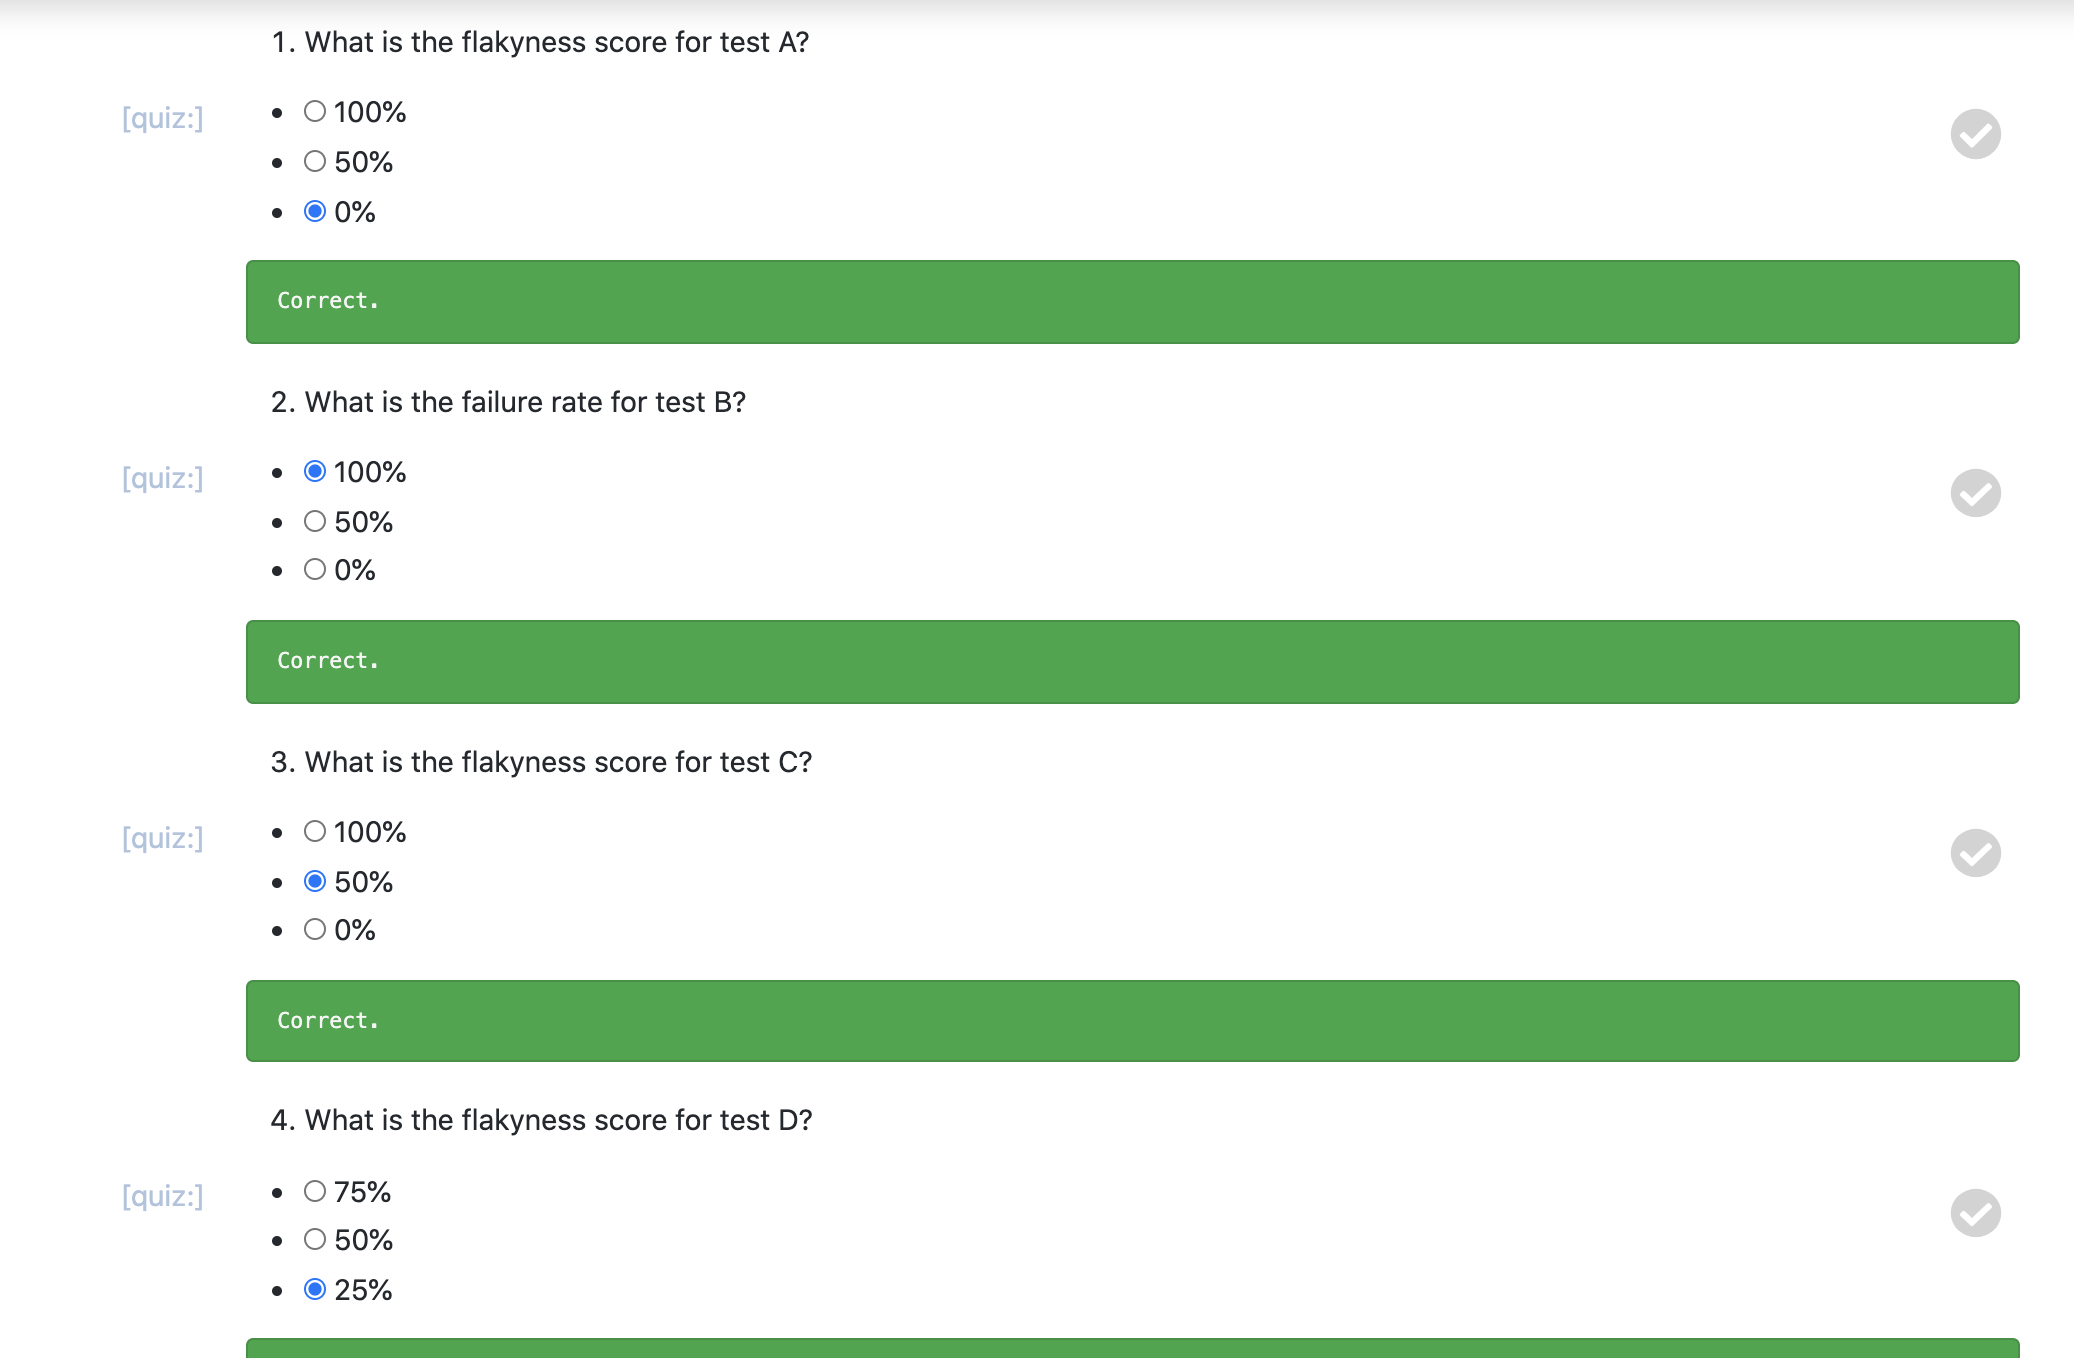 1. What is the flakyness score for test A?
[quiz:]
100%
50%
0%
Correct.
2. What is the failure rate for test B?
[quiz:]
100%
50%
0%
Correct.
3. What is the flakyness score for test C?
[quiz:]
100%
50%
0%
Correct.
4. What is the flakyness score for test D?
[quiz:]
75%
50%
25%